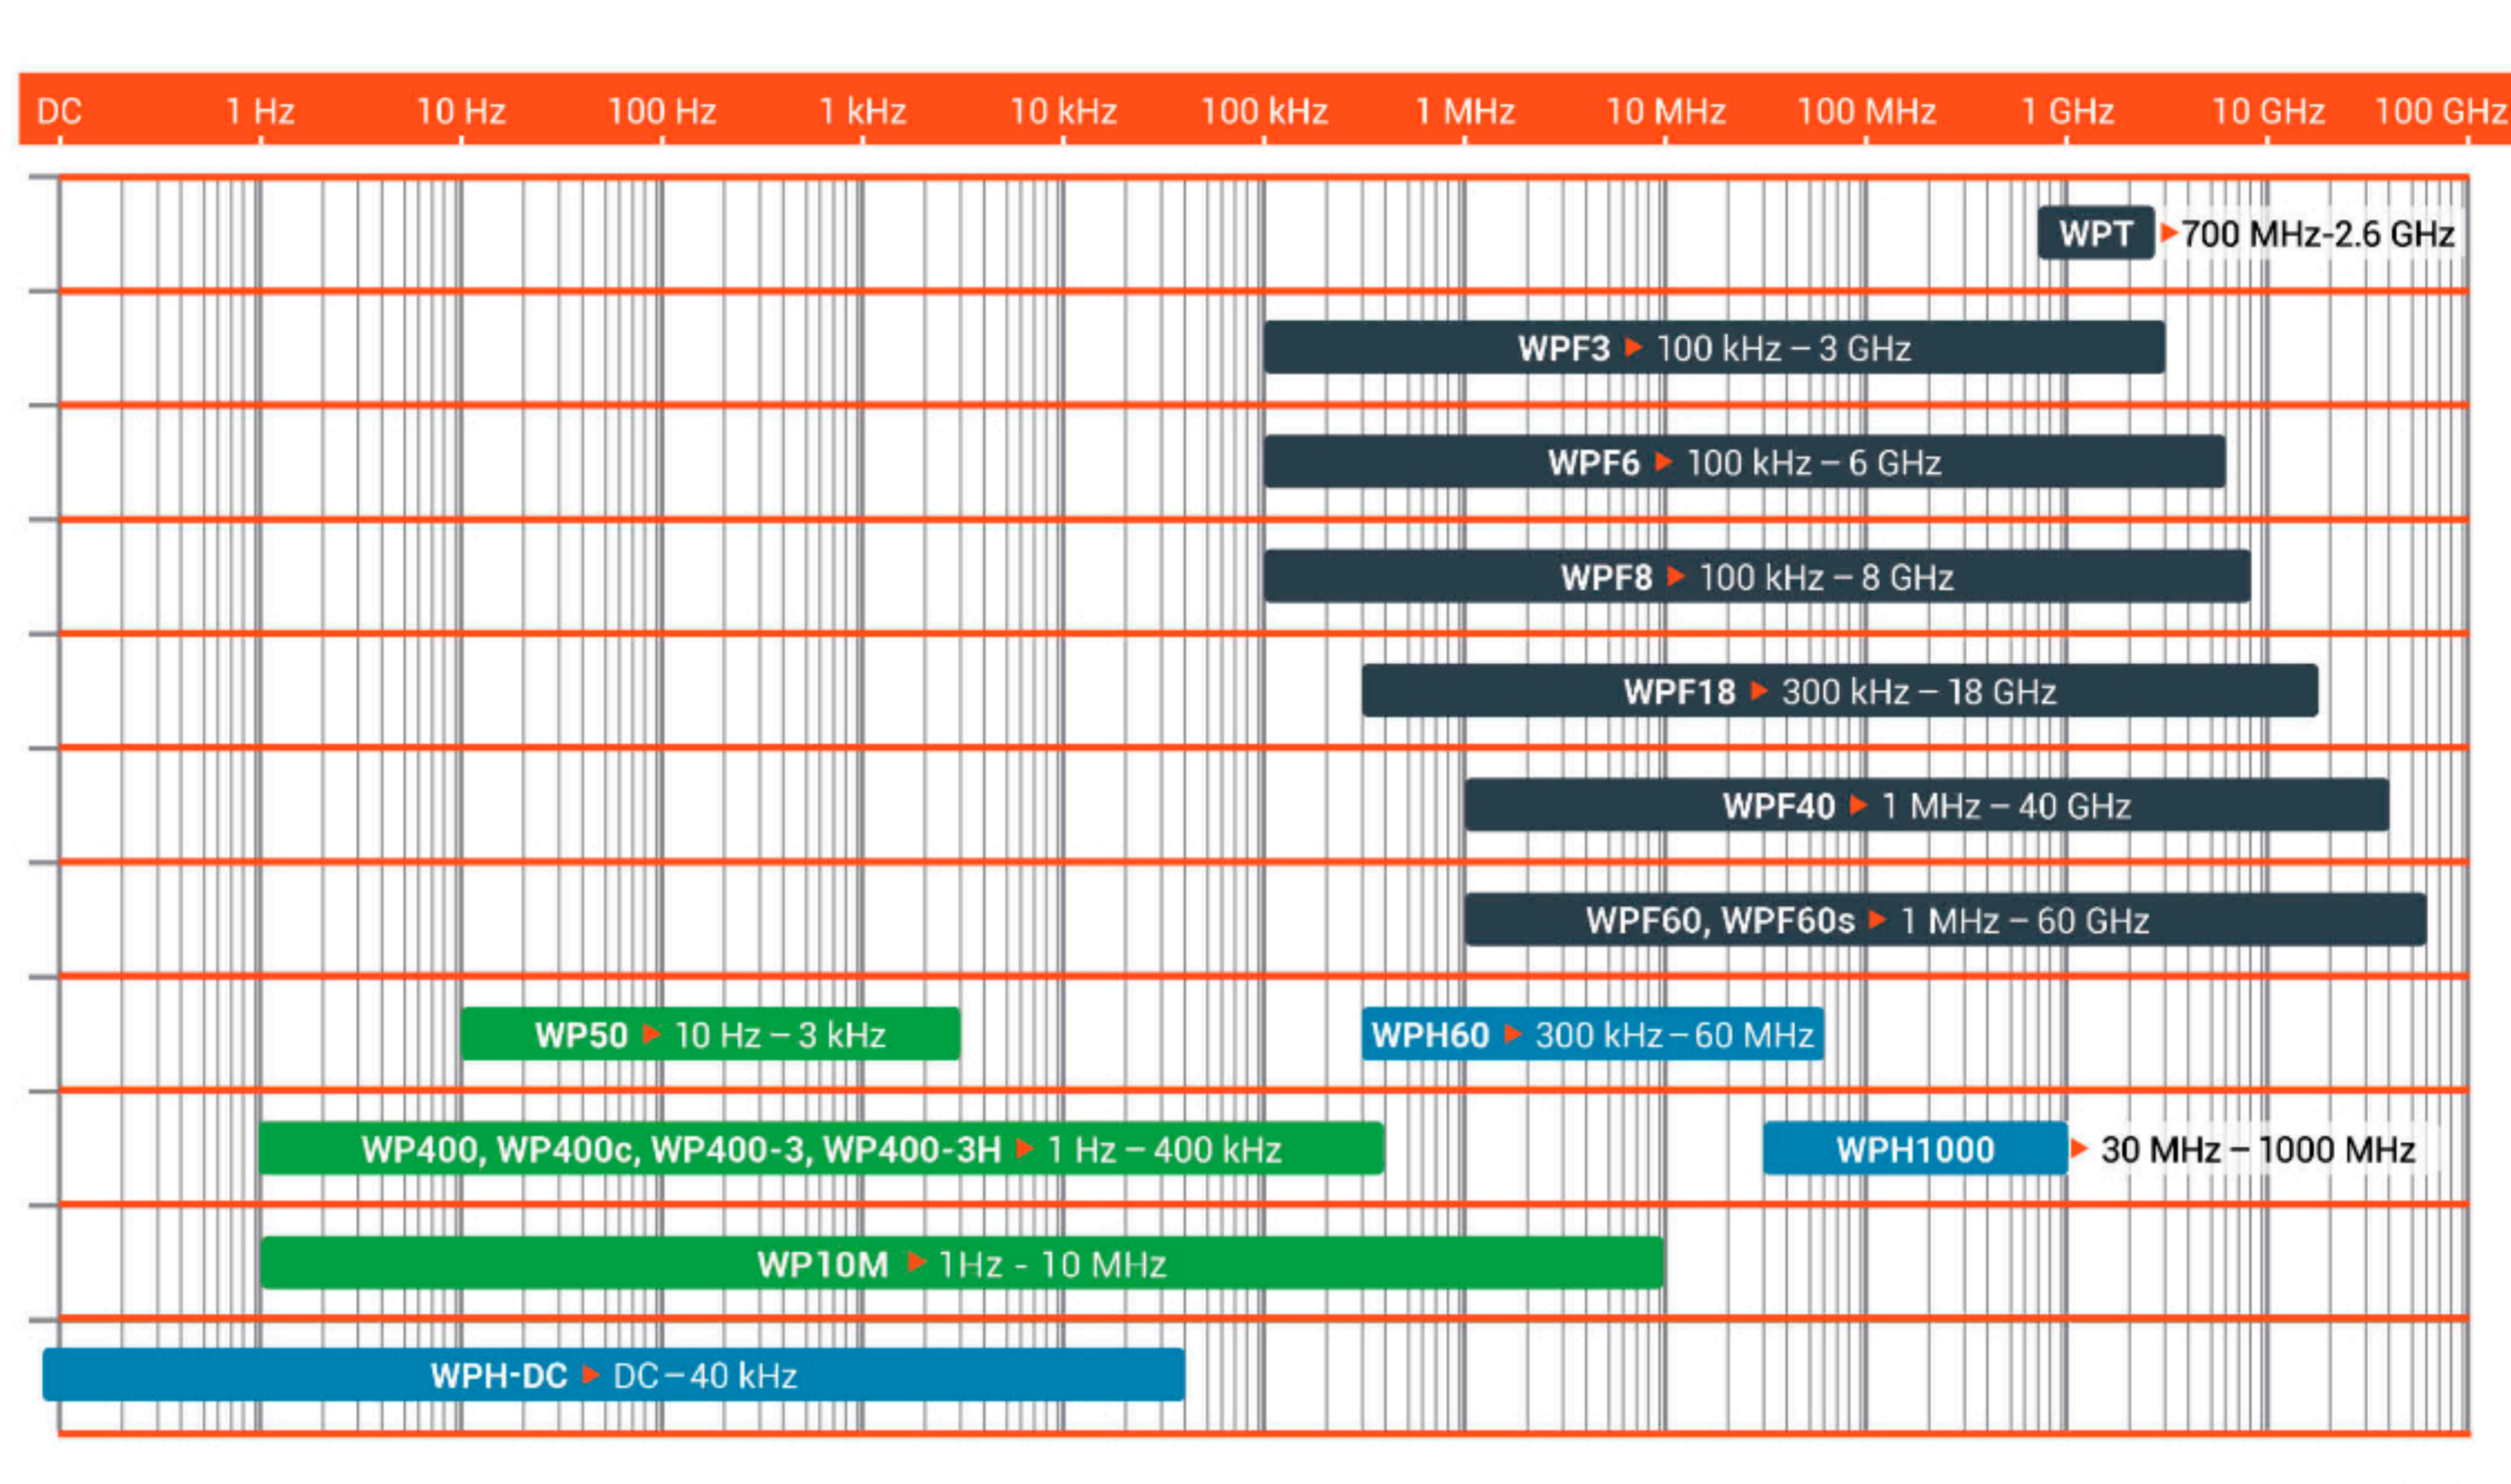 DC 1 Hz 10 Hz 100 Hz 1 kHz 10 kHz 100 kHz 1 MHz 10 MHz 100 MHz 1 GHz 10 GHz 100 GHz
WPT ▶ 700 MHz-2.6 GHz
WPF3 ▶ 100 kHz – 3 GHz
WPF6 ▶ 100 kHz – 6 GHz
WPF8 ▶ 100 kHz – 8 GHz
WPF18 ▶ 300 kHz – 18 GHz
WPF40 ▶ 1 MHz – 40 GHz
WPF60, WPF60s ▶ 1 MHz – 60 GHz
WP50 ▶ 10 Hz – 3 kHz WPH60 ▶ 300 kHz – 60 MHz
WP400, WP400c, WP400-3, WP400-3H ▶ 1 Hz – 400 kHz WPH1000 ▶ 30 MHz – 1000 MHz
WP10M ▶ 1Hz - 10 MHz
WPH-DC ▶ DC – 40 kHz